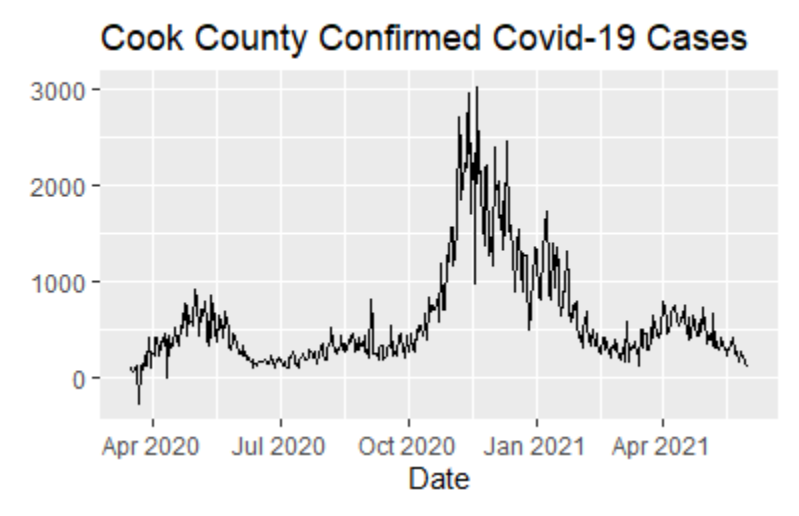 Cook County Confirmed Covid-19 Cases
3000
2000
1000
0
Apr 2020 Jul 2020 Oct 2020 Jan 2021 Apr 2021
Date